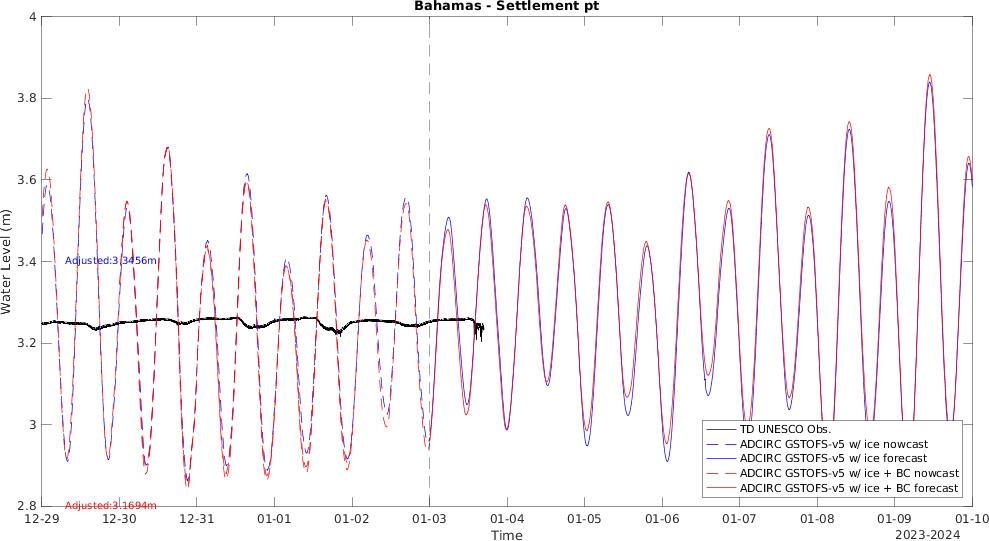 Bahamas - Settlement pt
4
3.8
3.6
3.4
3.2
3
2.8
Water Level (m)
Adjusted:3.3456m
Adjusted:3.1694m
TD UNESCO Obs.
ADCIRC GSTOFS-v5 w/ ice nowcast
ADCIRC GSTOFS-v5 w/ ice forecast
ADCIRC GSTOFS-v5 w/ ice + BC nowcast
ADCIRC GSTOFS-v5 w/ ice + BC forecast
12-29 12-30 12-31 01-01 01-02 01-03 01-04 01-05 01-06 01-07 01-08 01-09 01-10
Time
2023-2024